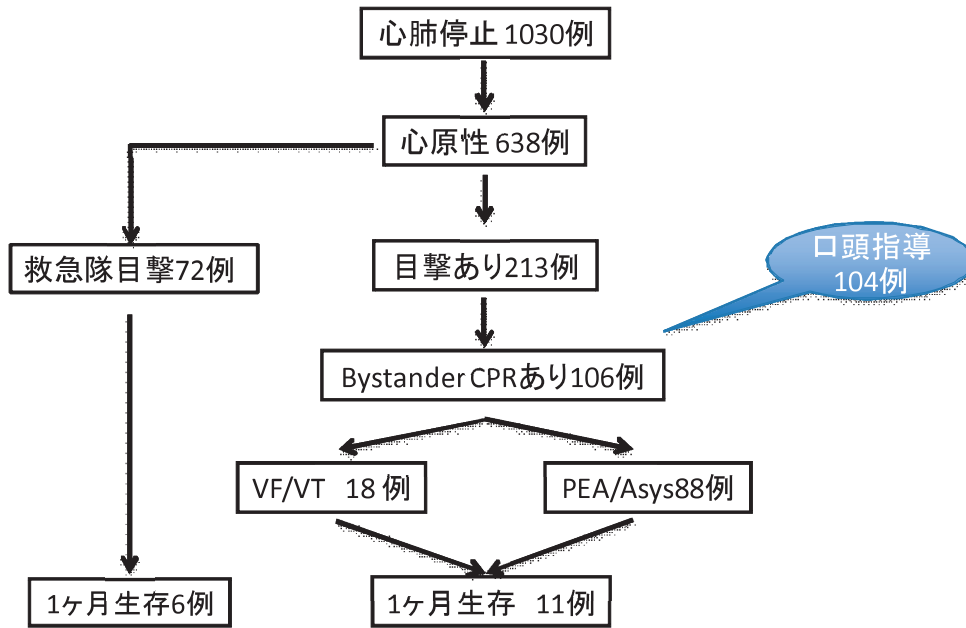 心肺停止 1030例
心原性 638例
救急隊目撃72例
目撃あり213例
口頭指導
104例
Bystander CPRあり106例
VF/VT 18 例
PEA/Asys88例
1ヶ月生存6例
1ヶ月生存 11例